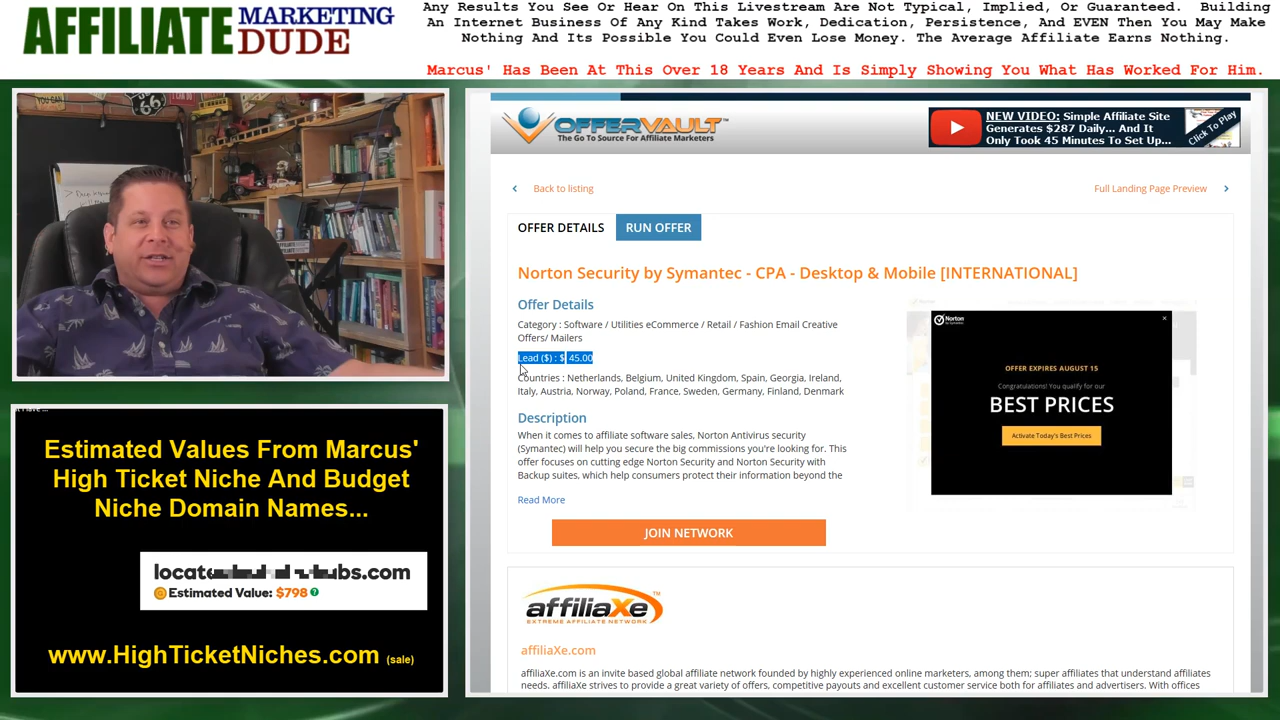 AFFILIATE MARKETING DUDE
Any Results You See Or Hear On This Livestream Are Not Typical, Implied, Or Guaranteed. Building
An Internet Business Of Any Kind Takes Work, Dedication, Persistence, And EVEN Then You May Make
Nothing And Its Possible You Could Even Lose Money. The Average Affiliate Earns Nothing.
Marcus' Has Been At This Over 18 Years And Is Simply Showing You What Has Worked For Him.
66
OFFERVAULT™
The Go To Source For Affiliate Marketers
NEW VIDEO: Simple Affiliate Site
Generates $287 Daily... And It
Only Took 45 Minutes To Set Up...
Click To Play
Back to listing
Full Landing Page Preview
OFFER DETAILS
RUN OFFER
Norton Security by Symantec - CPA - Desktop & Mobile [INTERNATIONAL]
Offer Details
Category : Software / Utilities eCommerce / Retail / Fashion Email Creative
Offers/ Mailers
Lead ($) : $ 45.00
Countries : Netherlands, Belgium, United Kingdom, Spain, Georgia, Ireland,
Italy, Austria, Norway, Poland, France, Sweden, Germany, Finland, Denmark
Description
When it comes to affiliate software sales, Norton Antivirus security
(Symantec) will help you secure the big commissions you're looking for. This
offer focuses on cutting edge Norton Security and Norton Security with
Backup suites, which help consumers protect their information beyond the
Read More
JOIN NETWORK
Norton
OFFER EXPIRES AUGUST 15
Congratulations! You qualify for our
BEST PRICES
Activate Today's Best Prices
affiliaXe™
EXTREME AFFILIATE NETWORK
affiliaXe.com
affiliaXe.com is an invite based global affiliate network founded by highly experienced online marketers, among them; super affiliates that understand affiliates
needs. affiliaXe strives to provide a great variety of offers, competitive payouts and excellent customer service both for affiliates and advertisers. With offices
Estimated Values From Marcus'
High Ticket Niche And Budget
Niche Domain Names...
locate ubs.com
Estimated Value: $798 ?
www.HighTicketNiches.com (sale)